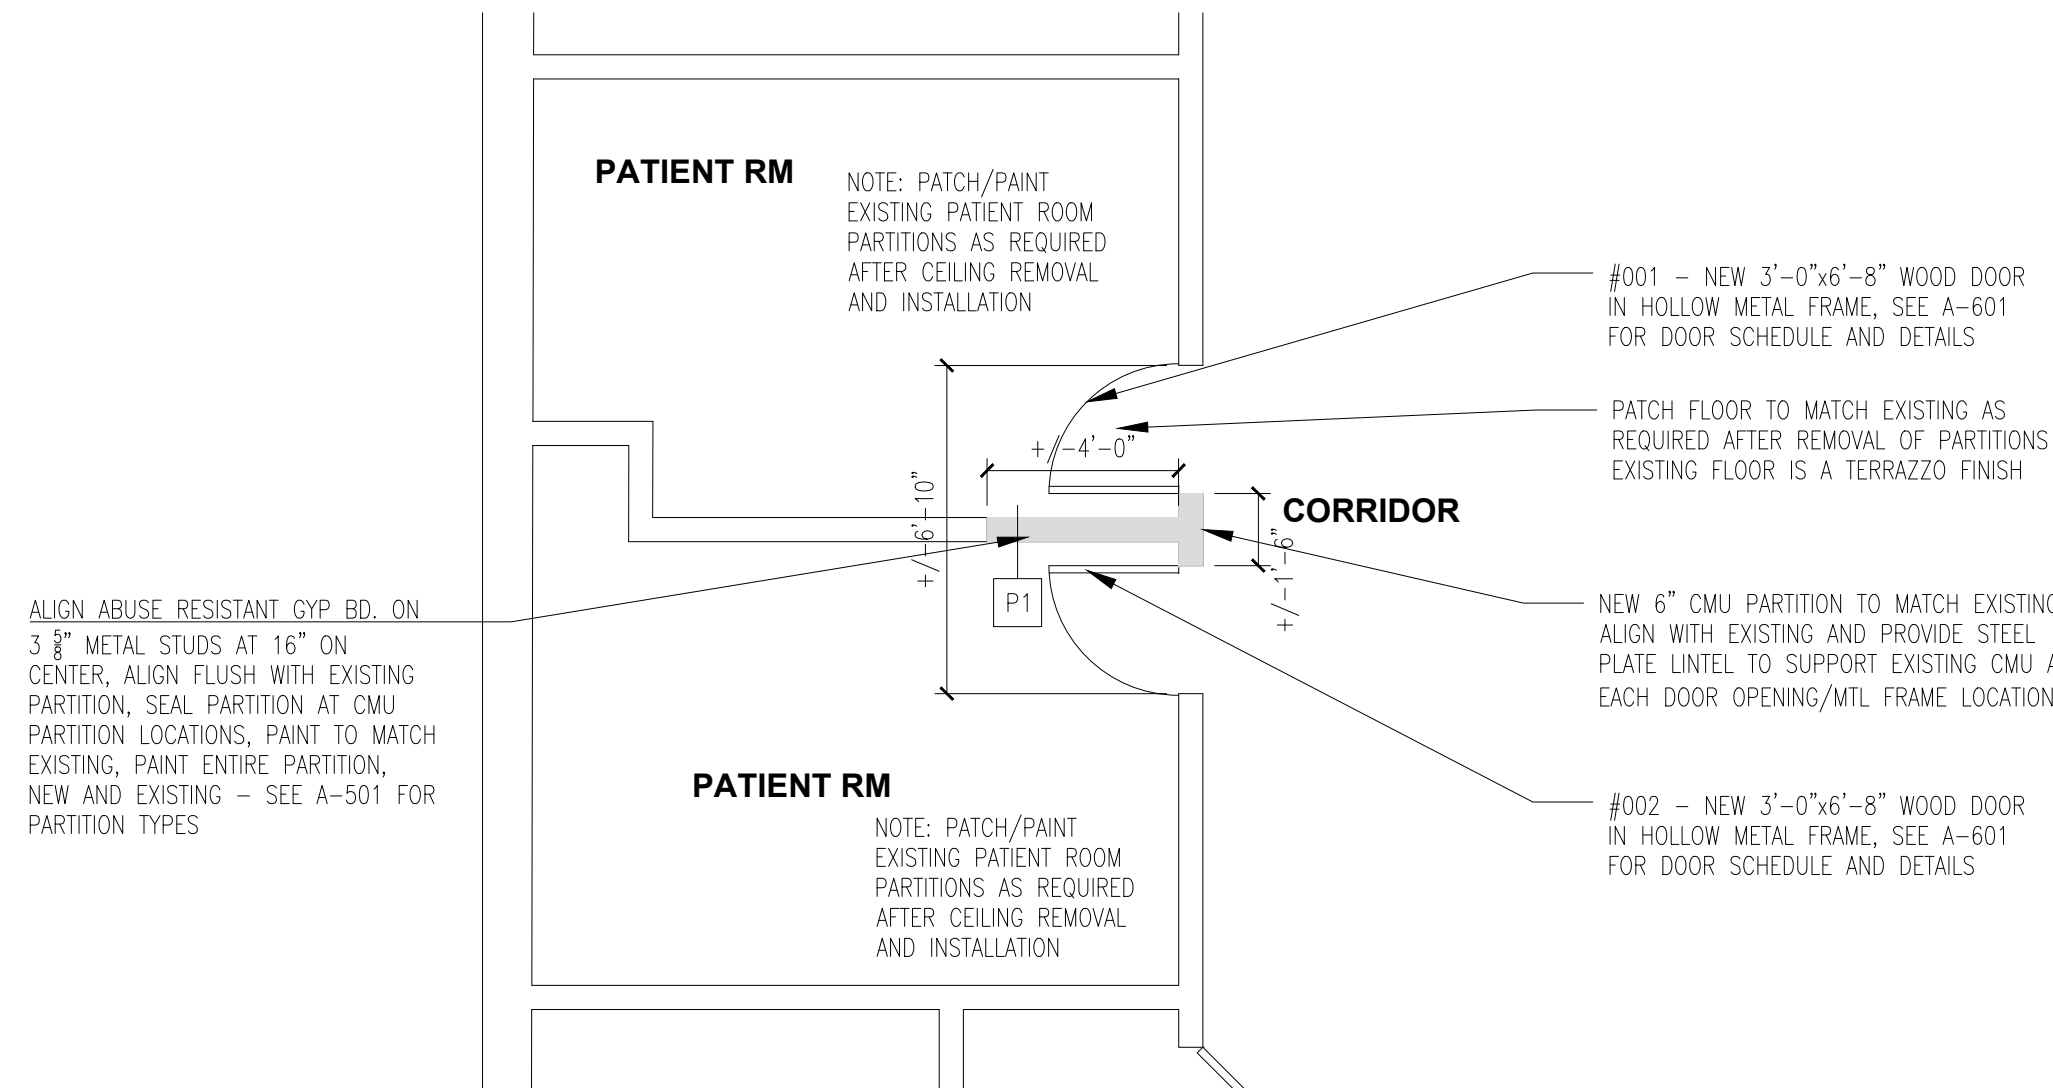 PATIENT RM
NOTE: PATCH/PAINT
EXISTING PATIENT ROOM
PARTITIONS AS REQUIRED
AFTER CEILING REMOVAL
AND INSTALLATION
#001 - NEW 3'-0"x6'-8" WOOD DOOR
IN HOLLOW METAL FRAME, SEE A-601
FOR DOOR SCHEDULE AND DETAILS
PATCH FLOOR TO MATCH EXISTING AS
REQUIRED AFTER REMOVAL OF PARTITIONS
EXISTING FLOOR IS A TERRAZZO FINISH
+/-4'-0"
+/-6'-10"
CORRIDOR
+/-1'-6"
P1
ALIGN ABUSE RESISTANT GYP BD. ON
3 5/8" METAL STUDS AT 16" ON
CENTER, ALIGN FLUSH WITH EXISTING
PARTITION, SEAL PARTITION AT CMU
PARTITION LOCATIONS, PAINT TO MATCH
EXISTING, PAINT ENTIRE PARTITION,
NEW AND EXISTING - SEE A-501 FOR
PARTITION TYPES
NEW 6" CMU PARTITION TO MATCH EXISTING
ALIGN WITH EXISTING AND PROVIDE STEEL
PLATE LINTEL TO SUPPORT EXISTING CMU
EACH DOOR OPENING/MTL FRAME LOCATION
PATIENT RM
NOTE: PATCH/PAINT
EXISTING PATIENT ROOM
PARTITIONS AS REQUIRED
AFTER CEILING REMOVAL
AND INSTALLATION
#002 - NEW 3'-0"x6'-8" WOOD DOOR
IN HOLLOW METAL FRAME, SEE A-601
FOR DOOR SCHEDULE AND DETAILS